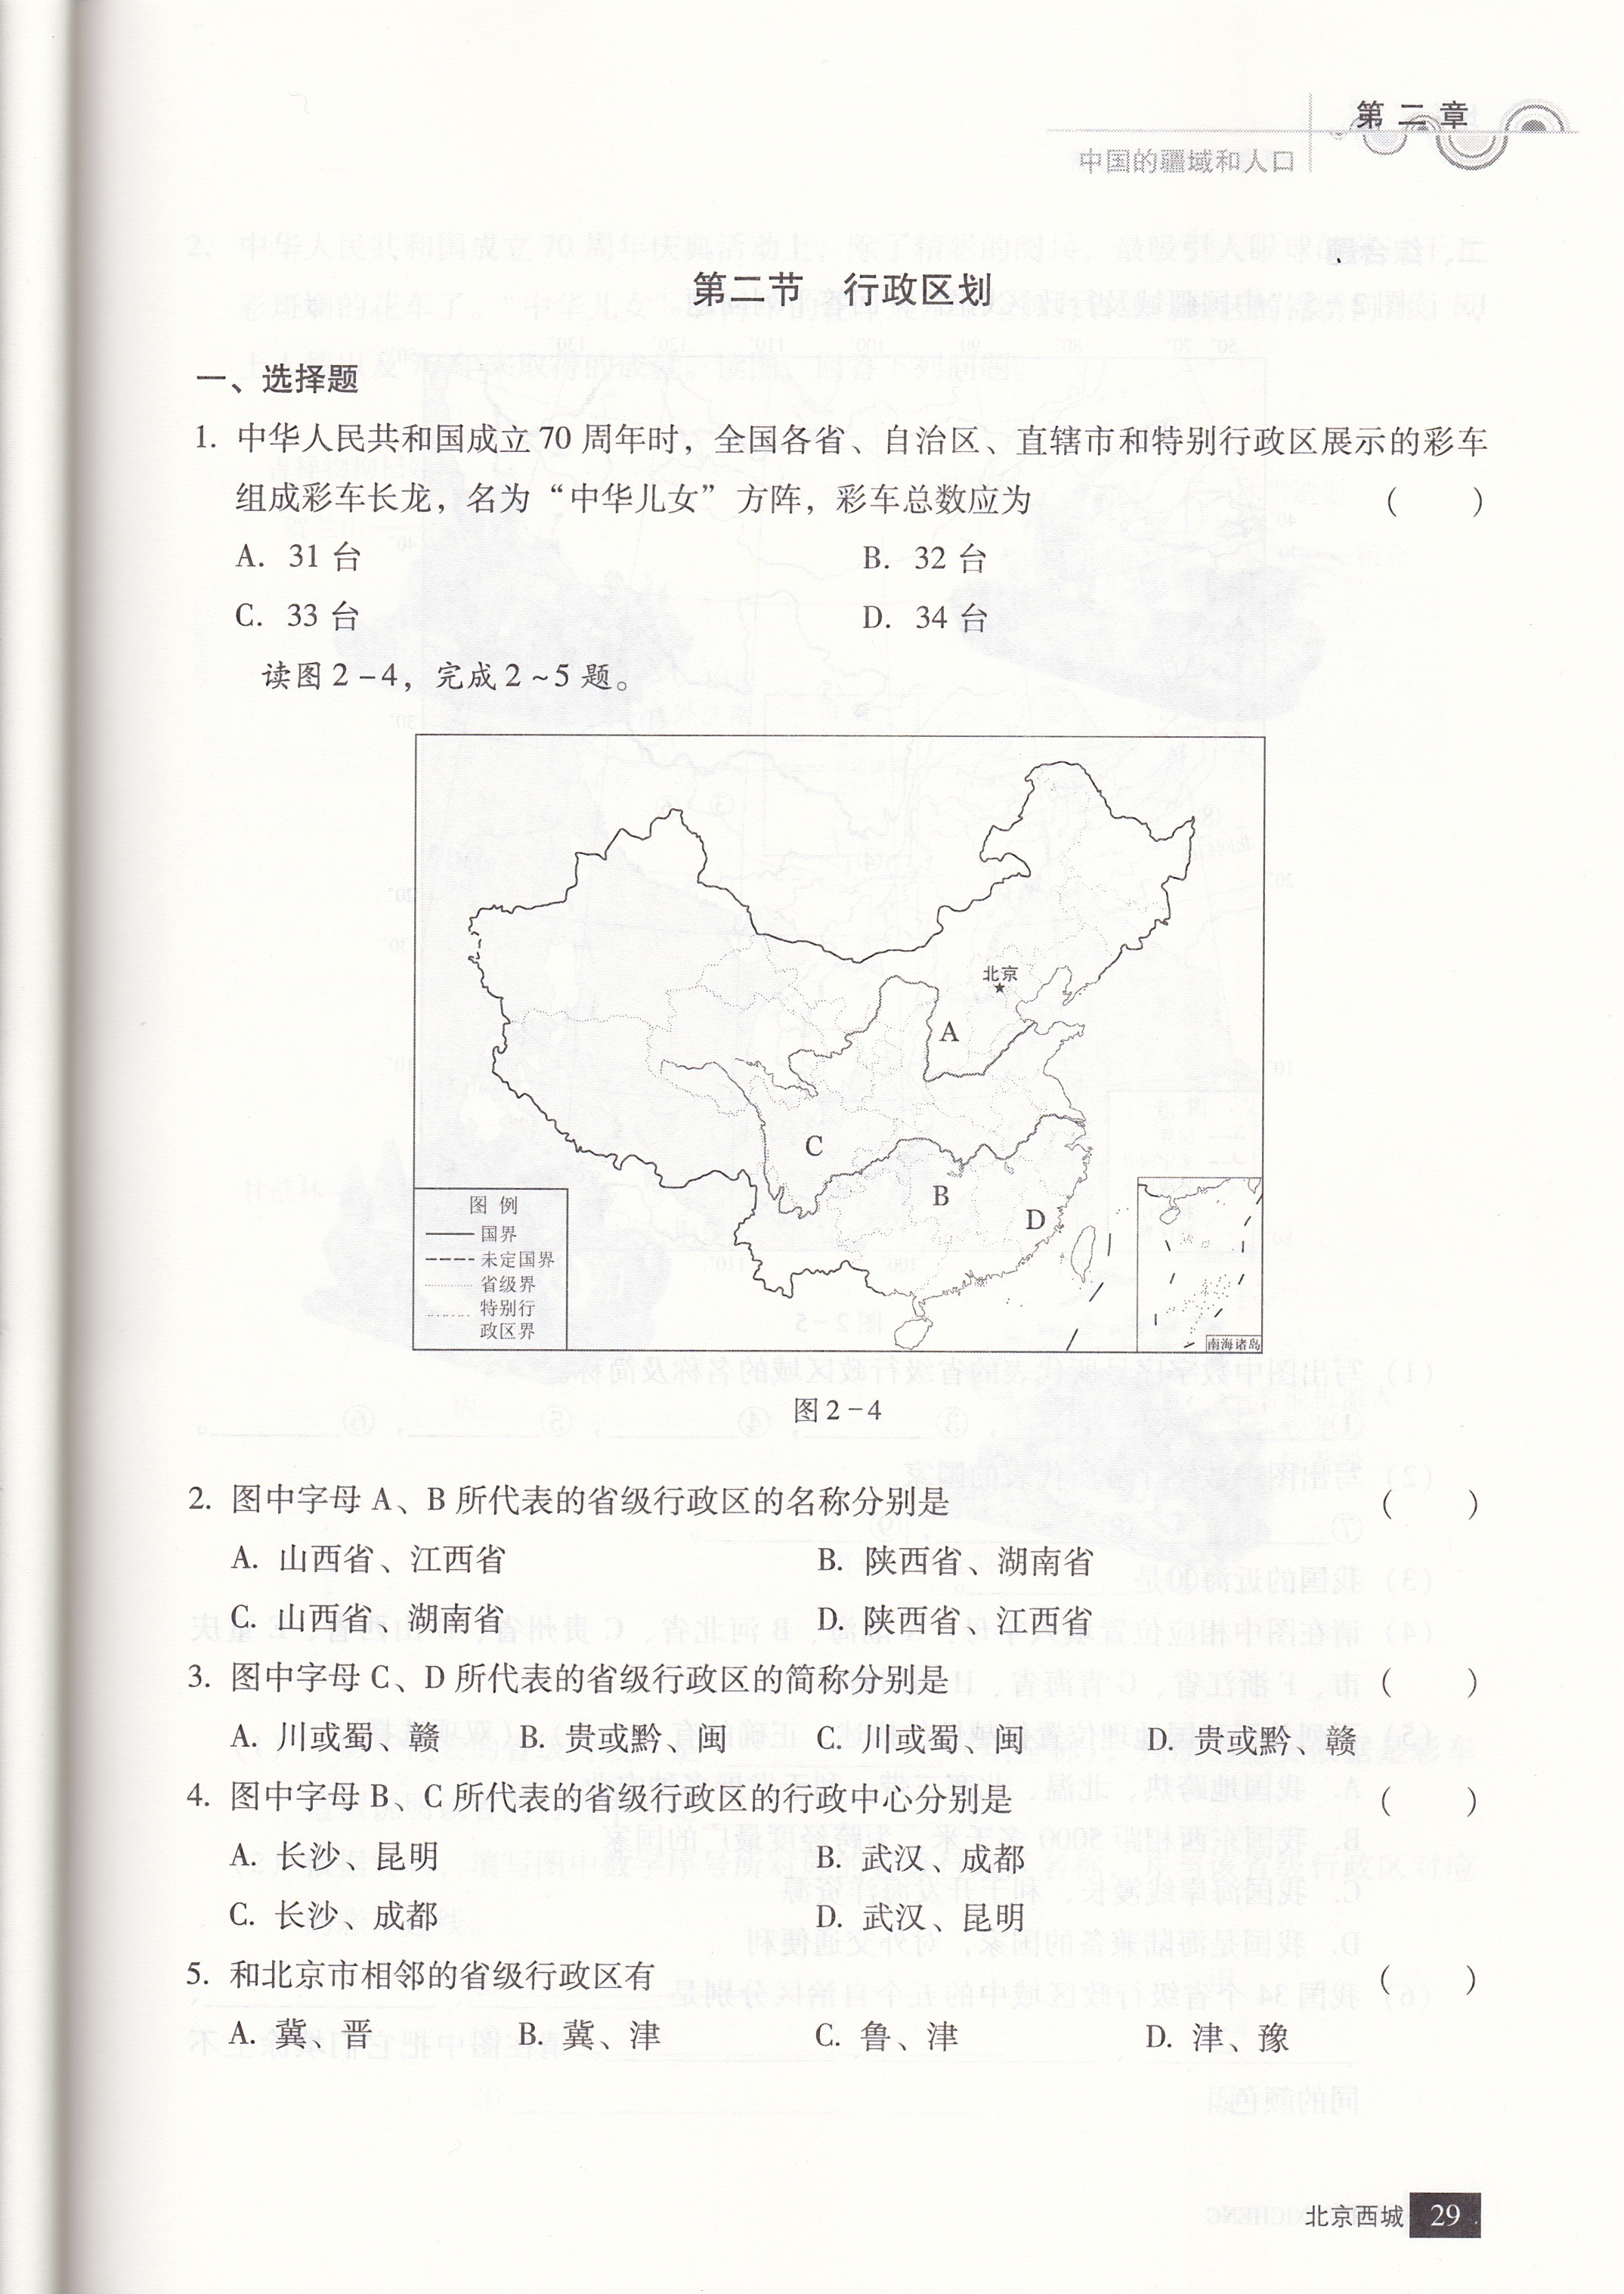 第二章
中国的疆域和人口
第二节 行政区划
一、选择题
1. 中华人民共和国成立70周年时，全国各省、自治区、直辖市和特别行政区展示的彩车
组成彩车长龙，名为“中华儿女”方阵，彩车总数应为 ( )
A. 31台 B. 32台
C. 33台 D. 34台
读图2-4，完成2~5题。
北京
A
C
B
D
图例
国界
未定国界
省级界
特别行
政区界
南海诸岛
图2-4
2. 图中字母A、B所代表的省级行政区的名称分别是 ( )
A. 山西省、江西省 B. 陕西省、湖南省
C. 山西省、湖南省 D. 陕西省、江西省
3. 图中字母C、D所代表的省级行政区的简称分别是 ( )
A. 川或蜀、赣 B. 贵或黔、闽 C. 川或蜀、闽 D. 贵或黔、赣
4. 图中字母B、C所代表的省级行政区的行政中心分别是 ( )
A. 长沙、昆明 B. 武汉、成都
C. 长沙、成都 D. 武汉、昆明
5. 和北京市相邻的省级行政区有 ( )
A. 冀、晋 B. 冀、津 C. 鲁、津 D. 津、豫
北京西城 29